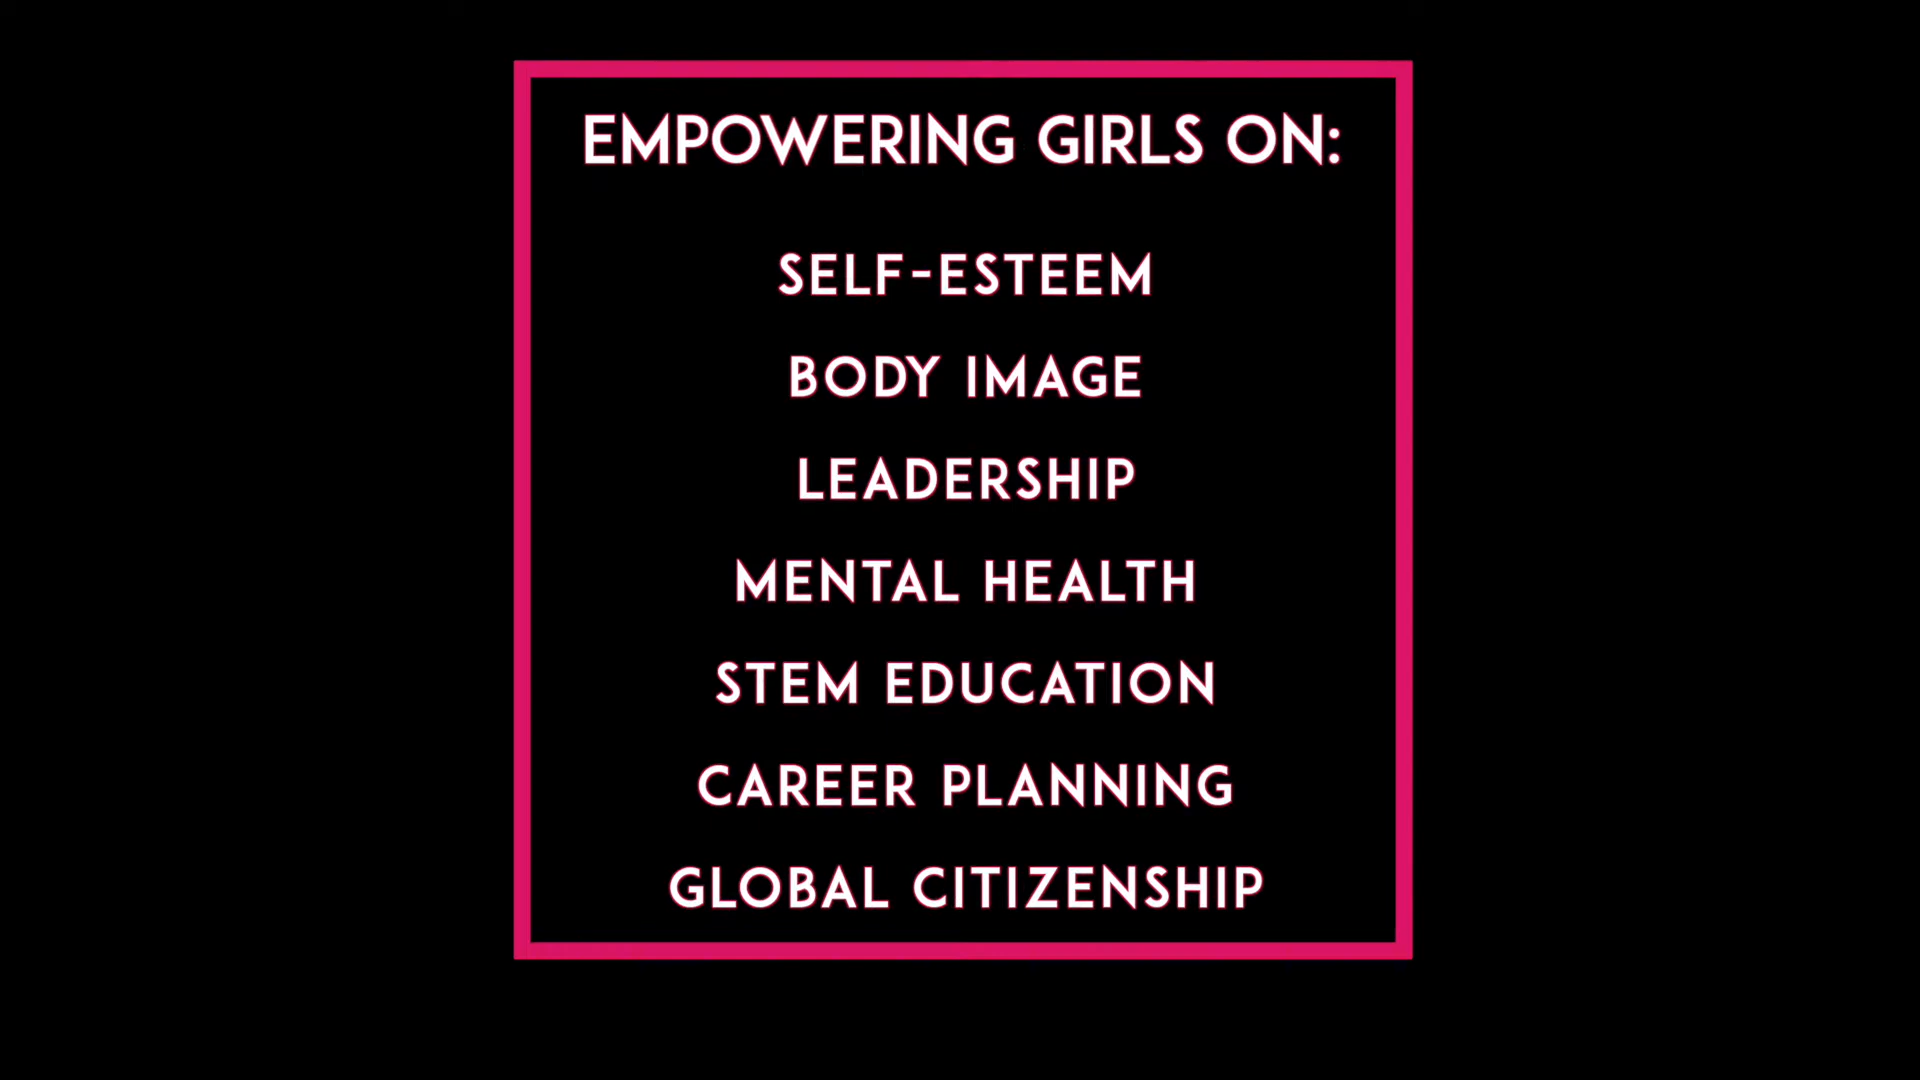 EMPOWERING GIRLS ON:
SELF-ESTEEM
BODY IMAGE
LEADERSHIP
MENTAL HEALTH
STEM EDUCATION
CAREER PLANNING
GLOBAL CITIZENSHIP